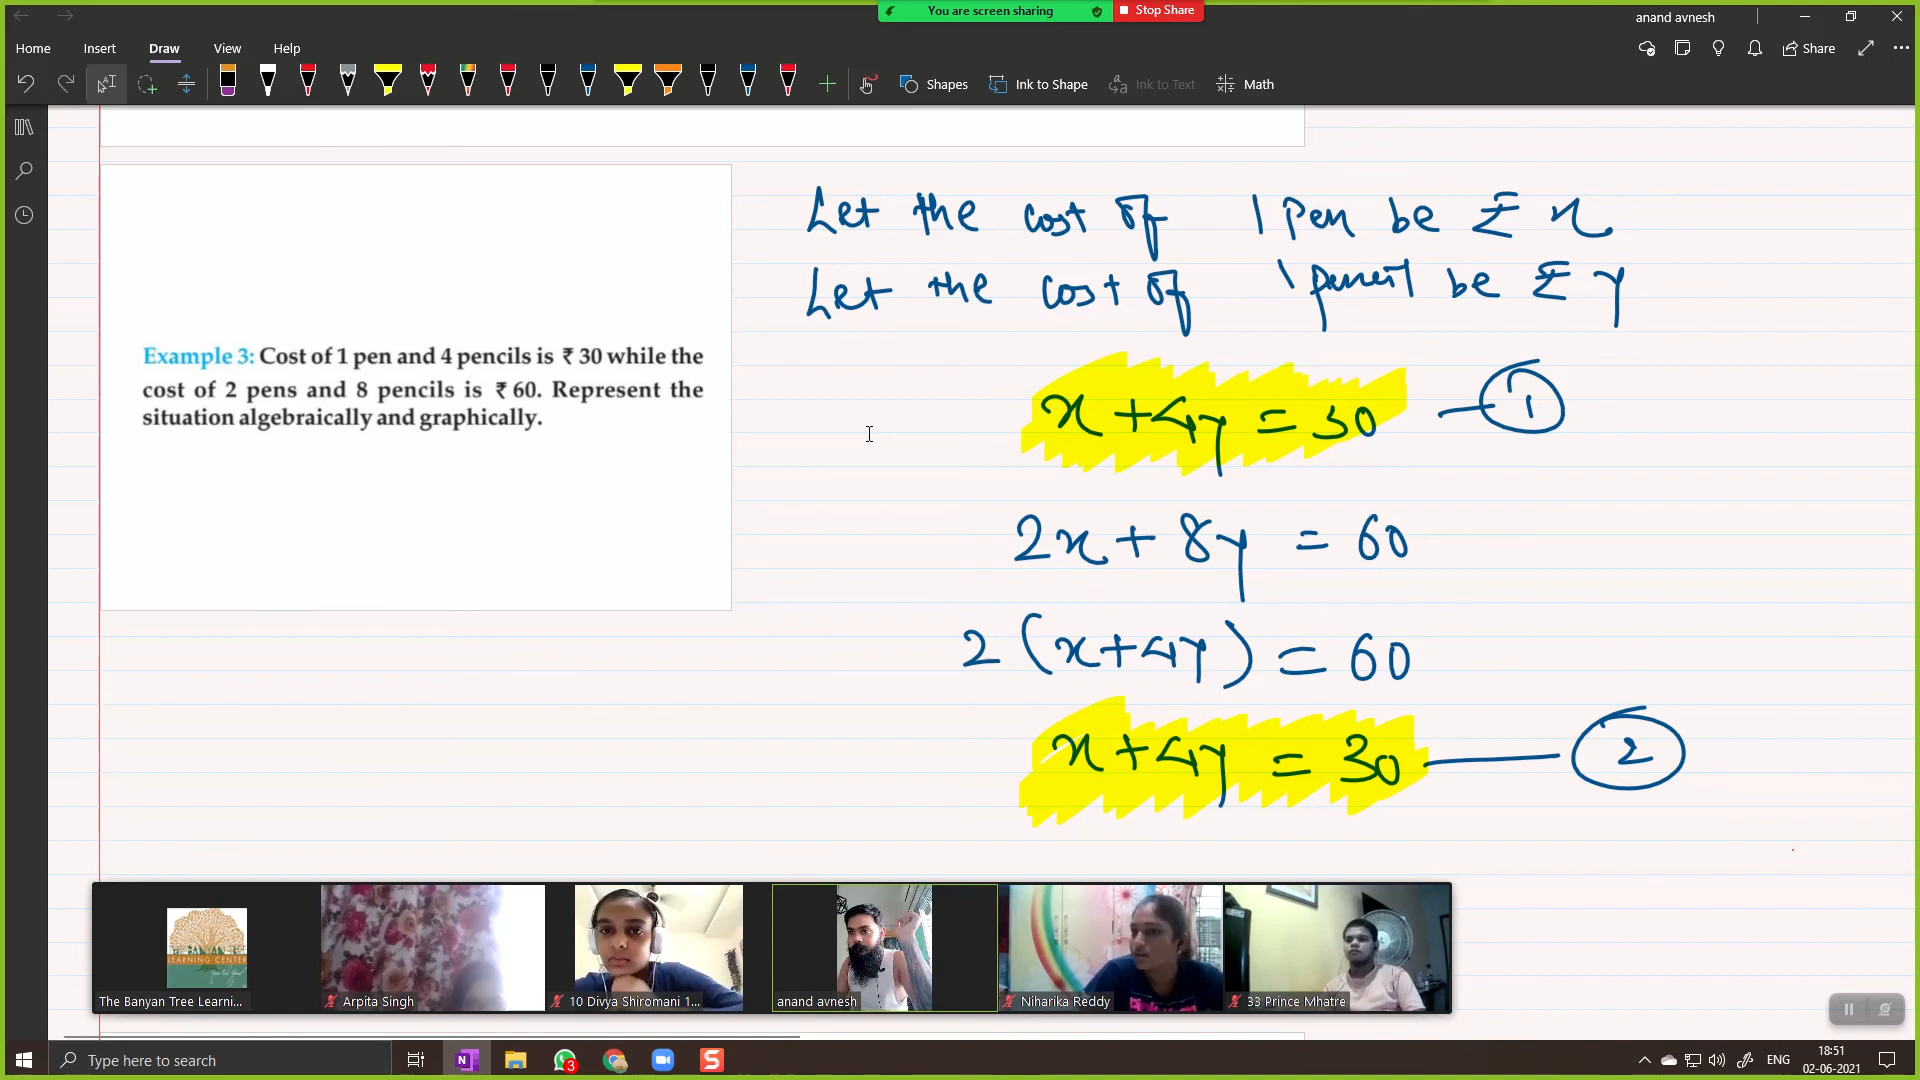 You are screen sharing Stop Share
anand avnesh
Home Insert Draw View Help
Share
Shapes Ink to Shape Ink to Text Math
Let the cost of 1 Pen be ₹ x
Let the cost of 1 pencil be ₹ y
Example 3: Cost of 1 pen and 4 pencils is ₹ 30 while the
cost of 2 pens and 8 pencils is ₹ 60. Represent the
situation algebraically and graphically.
x + 4y = 30 — 1
2x + 8y = 60
2 (x + 4y) = 60
x + 4y = 30 — 2
LEARNING CENTER
The Banyan Tree Learni...
Arpita Singh
10 Divya Shiromani 1...
anand avnesh
Niharika Reddy
33 Prince Mhatre
Type here to search
3
ENG
18:51
02-06-2021